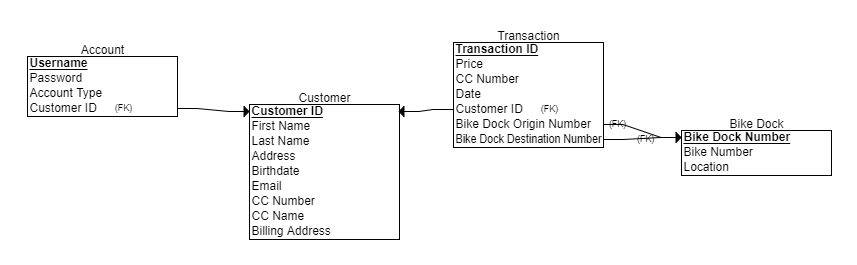 Account
Username
Password
Account Type
Customer ID (FK)
Customer
Customer ID
First Name
Last Name
Address
Birthdate
Email
CC Number
CC Name
Billing Address
Transaction
Transaction ID
Price
CC Number
Date
Customer ID (FK)
Bike Dock Origin Number (FK)
Bike Dock Destination Number (FK)
Bike Dock
Bike Dock Number
Bike Number
Location